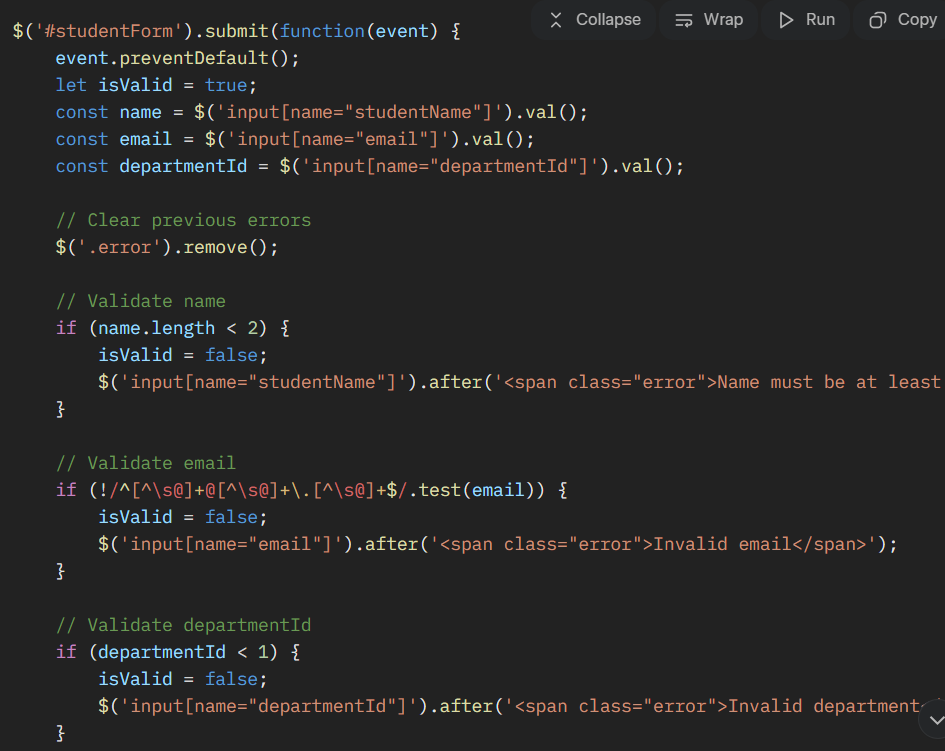 Collapse Wrap Run Copy
$('#studentForm').submit(function(event) {
    event.preventDefault();
    let isValid = true;
    const name = $('input[name="studentName"]').val();
    const email = $('input[name="email"]').val();
    const departmentId = $('input[name="departmentId"]').val();

    // Clear previous errors
    $('.error').remove();

    // Validate name
    if (name.length < 2) {
        isValid = false;
        $('input[name="studentName"]').after('<span class="error">Name must be at least
    }

    // Validate email
    if (!/^[^\s@]+@[^\s@]+\.[^\s@]+$/.test(email)) {
        isValid = false;
        $('input[name="email"]').after('<span class="error">Invalid email</span>');
    }

    // Validate departmentId
    if (departmentId < 1) {
        isValid = false;
        $('input[name="departmentId"]').after('<span class="error">Invalid department
    }